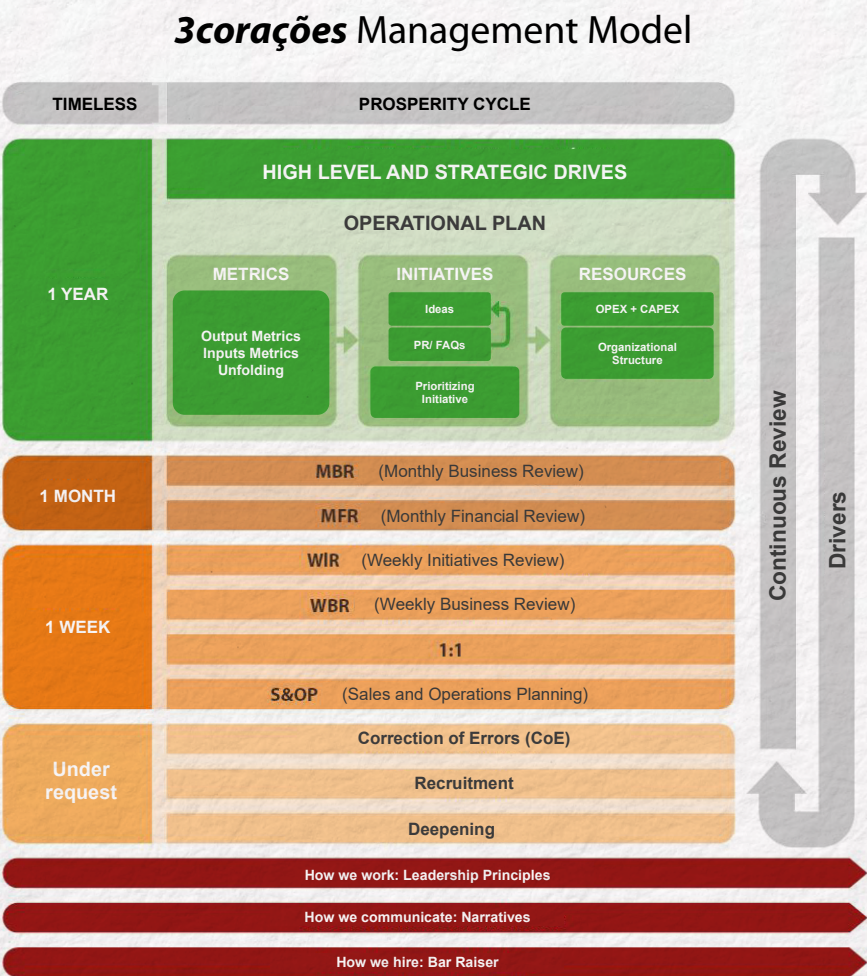 3corações Management Model
TIMELESS
PROSPERITY CYCLE
1 YEAR
HIGH LEVEL AND STRATEGIC DRIVES
OPERATIONAL PLAN
METRICS
Output Metrics
Inputs Metrics
Unfolding
INITIATIVES
Ideas
PR/ FAQs
Prioritizing
Initiative
RESOURCES
OPEX + CAPEX
Organizational
Structure
1 MONTH
MBR (Monthly Business Review)
MFR (Monthly Financial Review)
1 WEEK
WIR (Weekly Initiatives Review)
WBR (Weekly Business Review)
1:1
S&OP (Sales and Operations Planning)
Under
request
Correction of Errors (CoE)
Recruitment
Deepening
Continuous Review
Drivers
How we work: Leadership Principles
How we communicate: Narratives
How we hire: Bar Raiser